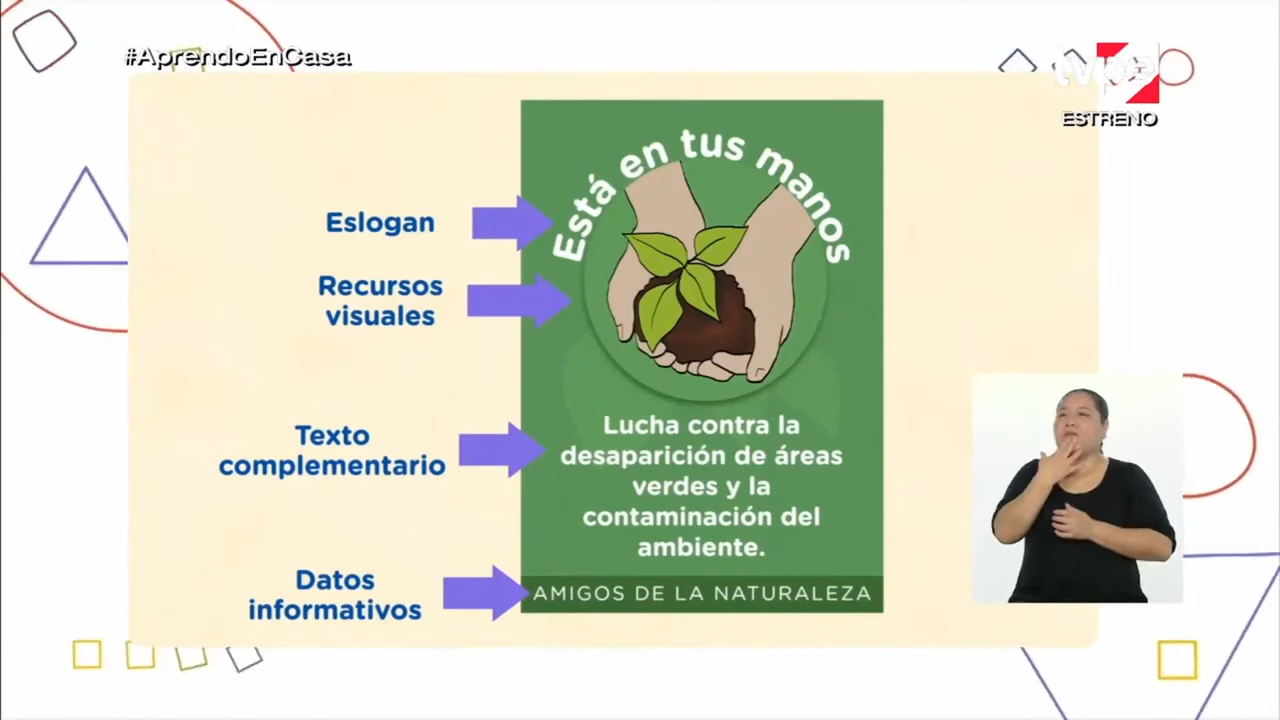 #AprendoEnCasa
tvpe
ESTRENO
Está en tus manos
Eslogan
Recursos
visuales
Texto
complementario
Datos
informativos
Lucha contra la
desaparición de áreas
verdes y la
contaminación del
ambiente.
AMIGOS DE LA NATURALEZA